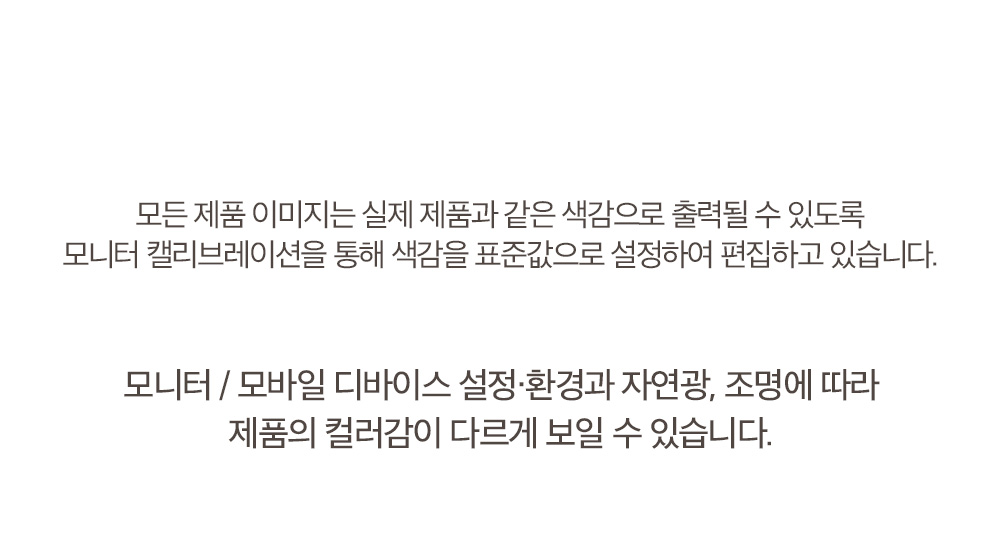 모든 제품 이미지는 실제 제품과 같은 색감으로 출력될 수 있도록
모니터 캘리브레이션을 통해 색감을 표준값으로 설정하여 편집하고 있습니다.
모니터 / 모바일 디바이스 설정·환경과 자연광, 조명에 따라
제품의 컬러감이 다르게 보일 수 있습니다.